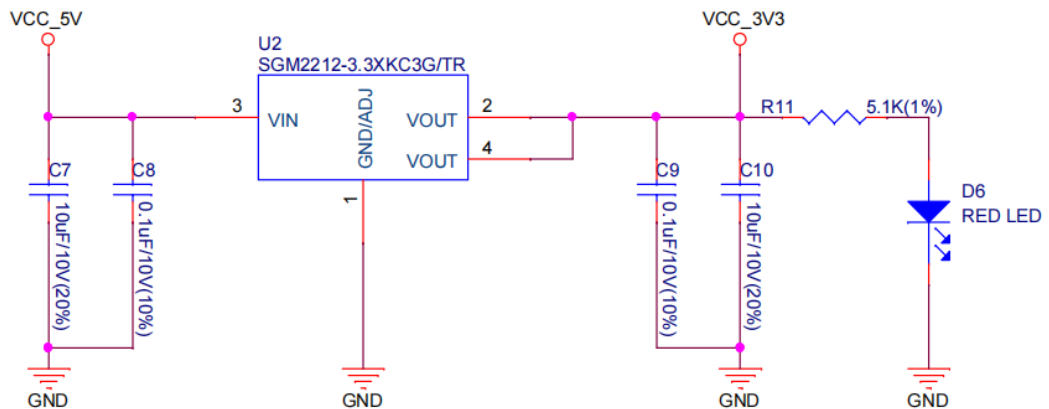 VCC_5V
VCC_3V3
U2
SGM2212-3.3XKC3G/TR
3
VIN
GND/ADJ
VOUT
2
VOUT
4
1
R11
5.1K(1%)
C7
10uF/10V(20%)
C8
0.1uF/10V(10%)
C9
0.1uF/10V(10%)
C10
10uF/10V(20%)
D6
RED LED
GND
GND
GND
GND